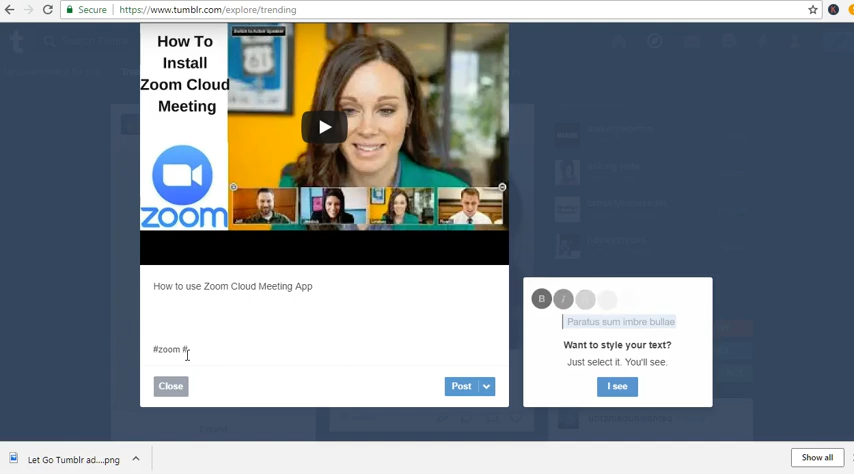 Secure
https://www.tumblr.com/explore/trending
How To
Install
Zoom Cloud
Meeting
zoom
How to use Zoom Cloud Meeting App
#zoom #
Close
Post
B i
Paratus sum imbre bullae
Want to style your text?
Just select it. You'll see.
I see
Let Go Tumblr ad....png
Show all